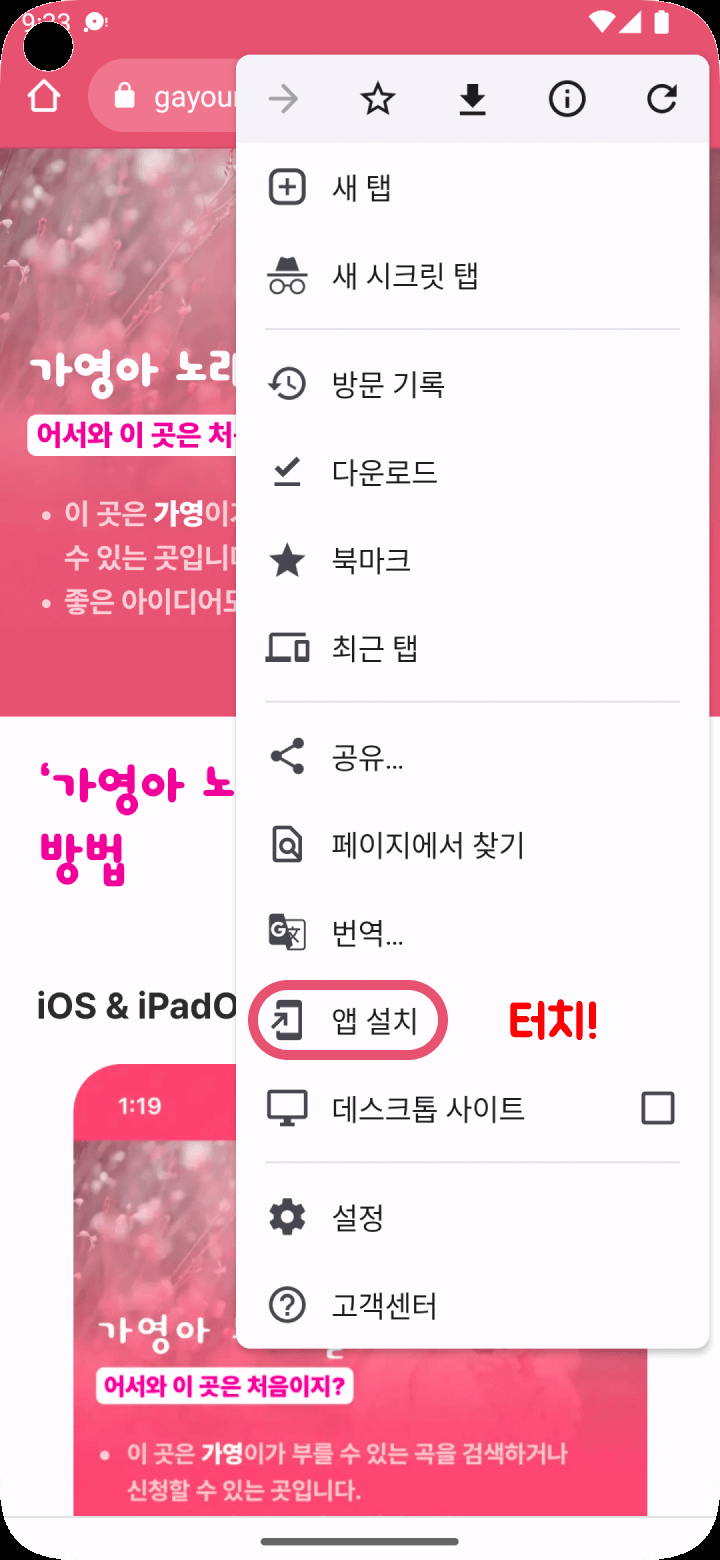 9:23
gayour
새 탭
새 시크릿 탭
방문 기록
다운로드
북마크
최근 탭
공유...
페이지에서 찾기
번역...
앱 설치
터치!
데스크톱 사이트
설정
고객센터
가영아 노래
어서와 이 곳은 처음
• 이 곳은 가영이가
수 있는 곳입니다
• 좋은 아이디어도
‘가영아 노
방법
iOS & iPadO
1:19
가영아
어서와 이 곳은 처음이지?
• 이 곳은 가영이가 부를 수 있는 곡을 검색하거나
신청할 수 있는 곳입니다.